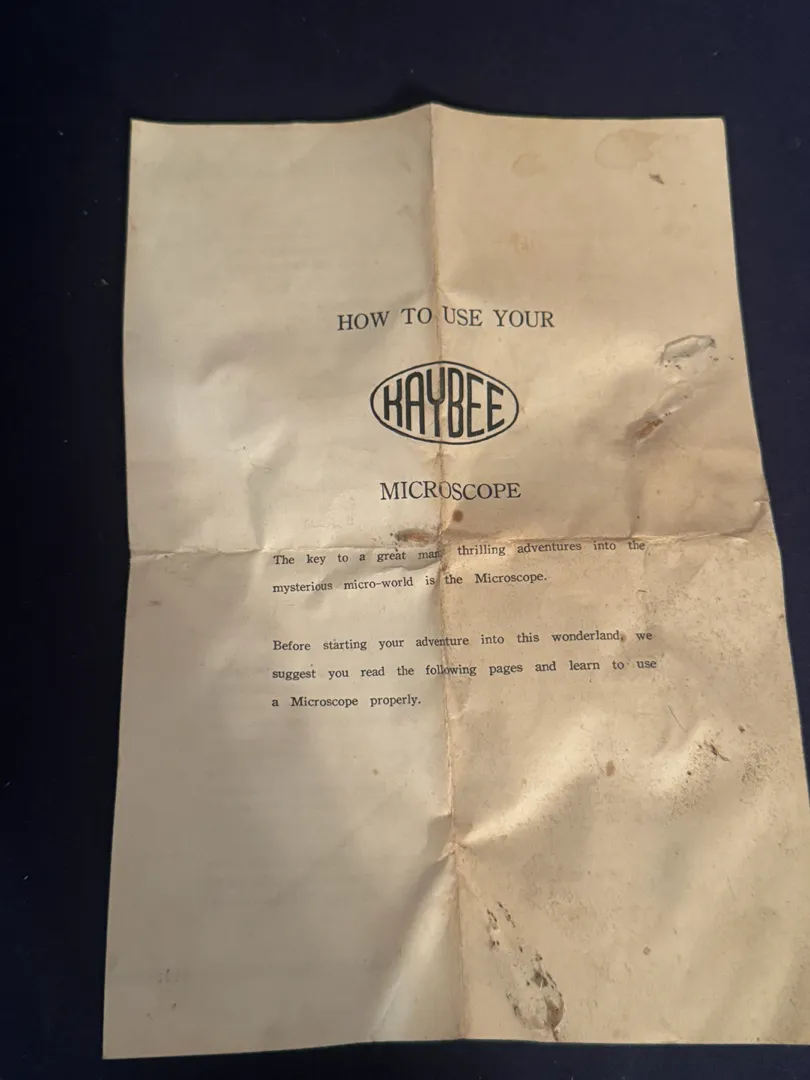 HOW TO USE YOUR
KAYBEE
MICROSCOPE
The key to a great many thrilling adventures into the
mysterious micro-world is the Microscope.
Before starting your adventure into this wonderland, we
suggest you read the following pages and learn to use
a Microscope properly.